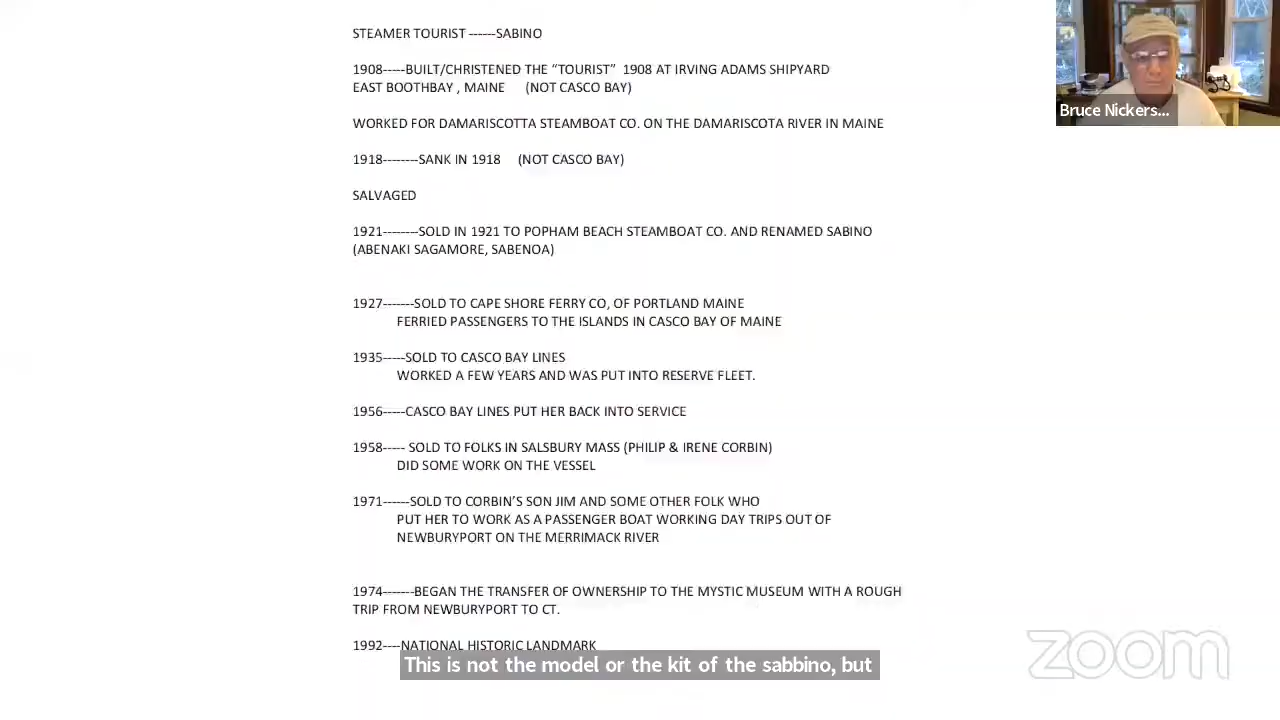 STEAMER TOURIST ------SABINO
1908-----BUILT/CHRISTENED THE “TOURIST” 1908 AT IRVING ADAMS SHIPYARD
EAST BOOTHBAY , MAINE (NOT CASCO BAY)
WORKED FOR DAMARISCOTTA STEAMBOAT CO. ON THE DAMARISCOTA RIVER IN MAINE
1918--------SANK IN 1918 (NOT CASCO BAY)
SALVAGED
1921--------SOLD IN 1921 TO POPHAM BEACH STEAMBOAT CO. AND RENAMED SABINO
(ABENAKI SAGAMORE, SABENOA)
1927-------SOLD TO CAPE SHORE FERRY CO, OF PORTLAND MAINE
FERRIED PASSENGERS TO THE ISLANDS IN CASCO BAY OF MAINE
1935-----SOLD TO CASCO BAY LINES
WORKED A FEW YEARS AND WAS PUT INTO RESERVE FLEET.
1956-----CASCO BAY LINES PUT HER BACK INTO SERVICE
1958----- SOLD TO FOLKS IN SALSBURY MASS (PHILIP & IRENE CORBIN)
DID SOME WORK ON THE VESSEL
1971------SOLD TO CORBIN’S SON JIM AND SOME OTHER FOLK WHO
PUT HER TO WORK AS A PASSENGER BOAT WORKING DAY TRIPS OUT OF
NEWBURYPORT ON THE MERRIMACK RIVER
1974-------BEGAN THE TRANSFER OF OWNERSHIP TO THE MYSTIC MUSEUM WITH A ROUGH
TRIP FROM NEWBURYPORT TO CT.
1992----NATIONAL HISTORIC LANDMARK
This is not the model or the kit of the sabbino, but
Bruce Nickers...
zoom